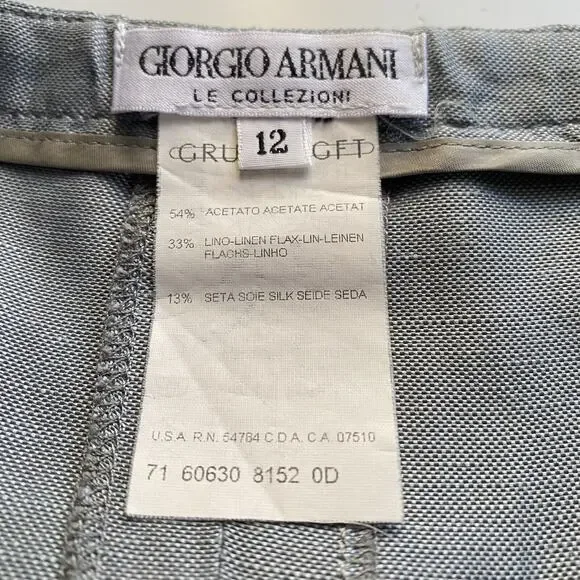 GIORGIO ARMANI
LE COLLEZIONI
12
GRU GFT
54% ACETATO ACETATE ACETAT
33% LINO-LINEN FLAX-LIN-LEINEN
FLACHS-LINHO
13% SETA SOIE SILK SEIDE SEDA
U.S.A. R.N. 54784 C.D.A. C.A. 07510
71 60630 8152 0D